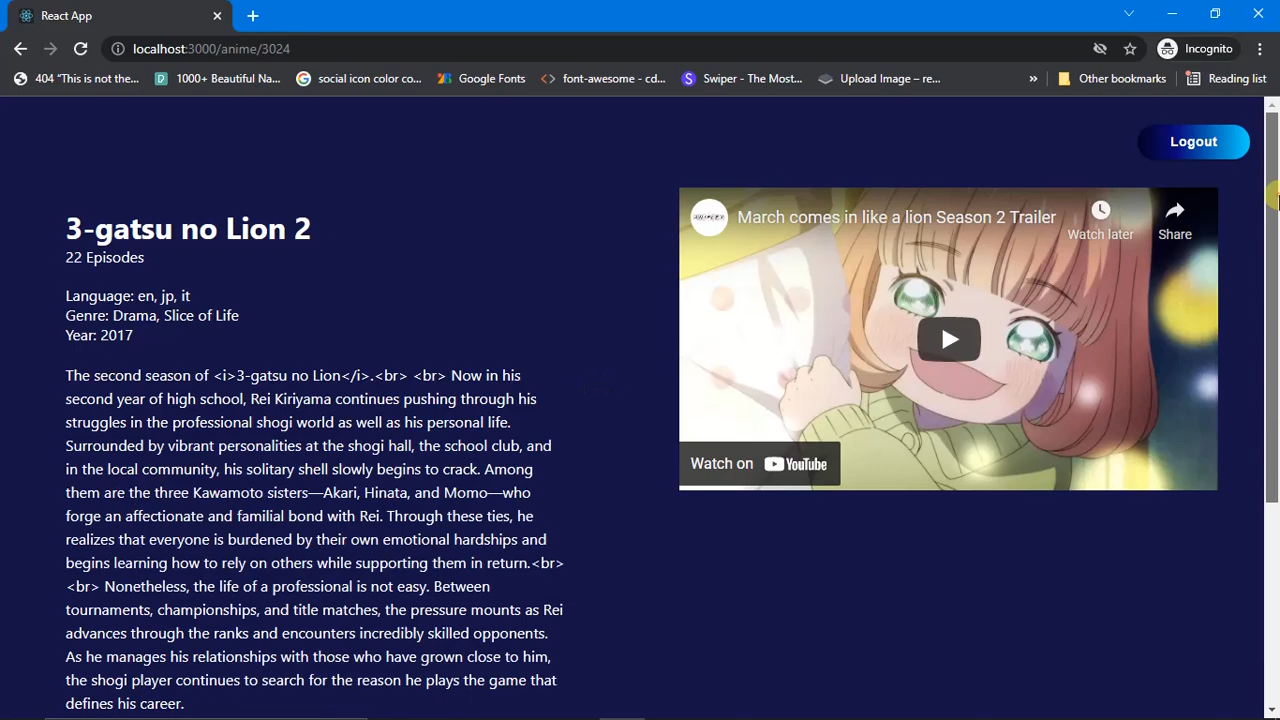 React App
localhost:3000/anime/3024
Incognito
404 "This is not the...
1000+ Beautiful Na...
social icon color co...
Google Fonts
font-awesome - cd...
Swiper - The Most...
Upload Image – re...
»
Other bookmarks
Reading list
Logout
3-gatsu no Lion 2
22 Episodes
Language: en, jp, it
Genre: Drama, Slice of Life
Year: 2017
The second season of <i>3-gatsu no Lion</i>.<br> <br> Now in his
second year of high school, Rei Kiriyama continues pushing through his
struggles in the professional shogi world as well as his personal life.
Surrounded by vibrant personalities at the shogi hall, the school club, and
in the local community, his solitary shell slowly begins to crack. Among
them are the three Kawamoto sisters—Akari, Hinata, and Momo—who
forge an affectionate and familial bond with Rei. Through these ties, he
realizes that everyone is burdened by their own emotional hardships and
begins learning how to rely on others while supporting them in return.<br>
<br> Nonetheless, the life of a professional is not easy. Between
tournaments, championships, and title matches, the pressure mounts as Rei
advances through the ranks and encounters incredibly skilled opponents.
As he manages his relationships with those who have grown close to him,
the shogi player continues to search for the reason he plays the game that
defines his career.
March comes in like a lion Season 2 Trailer
Watch later
Share
Watch on YouTube